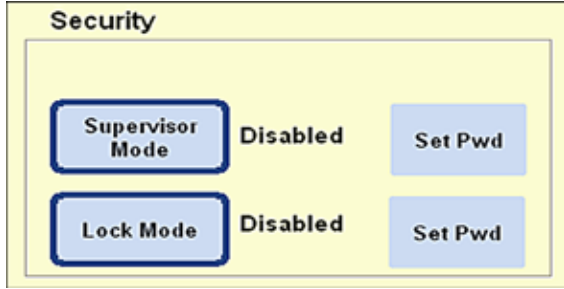 Security
Supervisor
Mode
Disabled
Set Pwd
Lock Mode
Disabled
Set Pwd